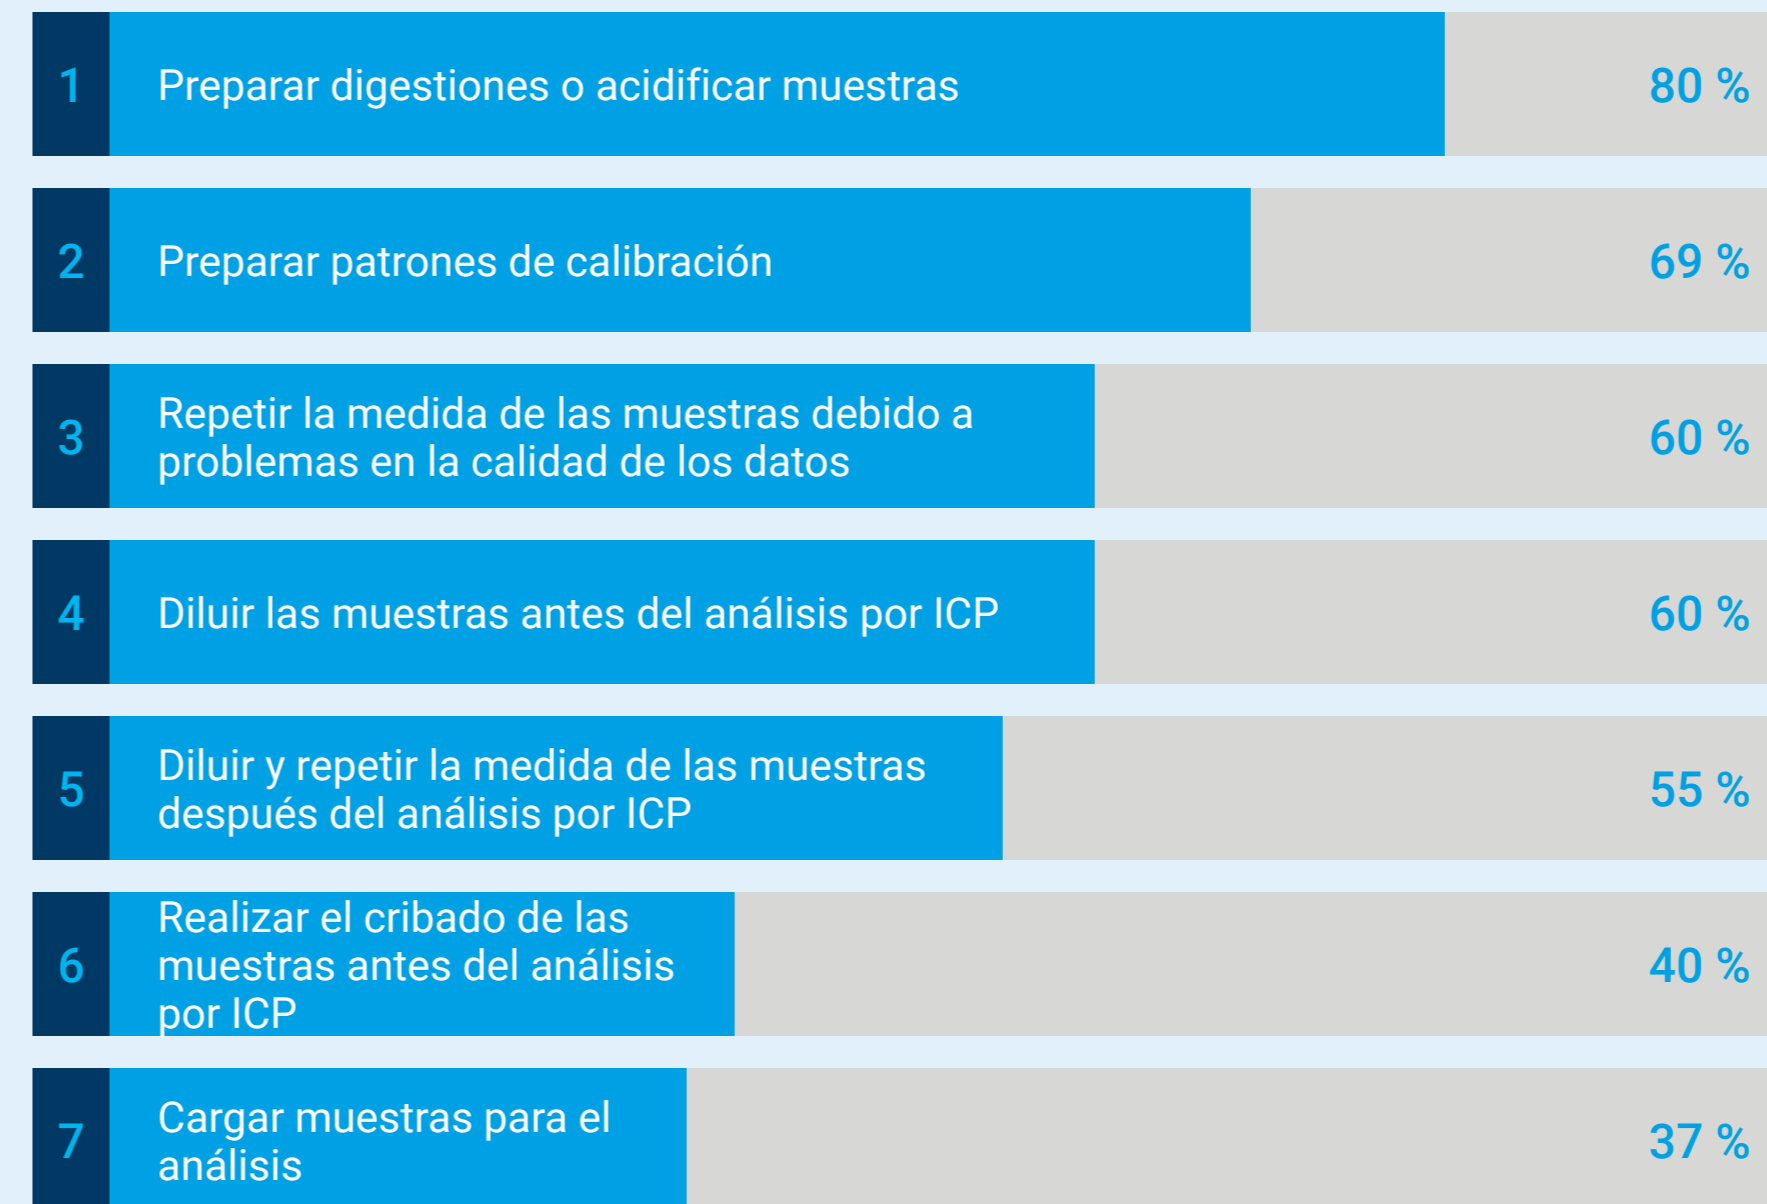 1
Preparar digestiones o acidificar muestras
80 %
2
Preparar patrones de calibración
69 %
3
Repetir la medida de las muestras debido a
problemas en la calidad de los datos
60 %
4
Diluir las muestras antes del análisis por ICP
60 %
5
Diluir y repetir la medida de las muestras
después del análisis por ICP
55 %
6
Realizar el cribado de las
muestras antes del análisis
por ICP
40 %
7
Cargar muestras para el
análisis
37 %